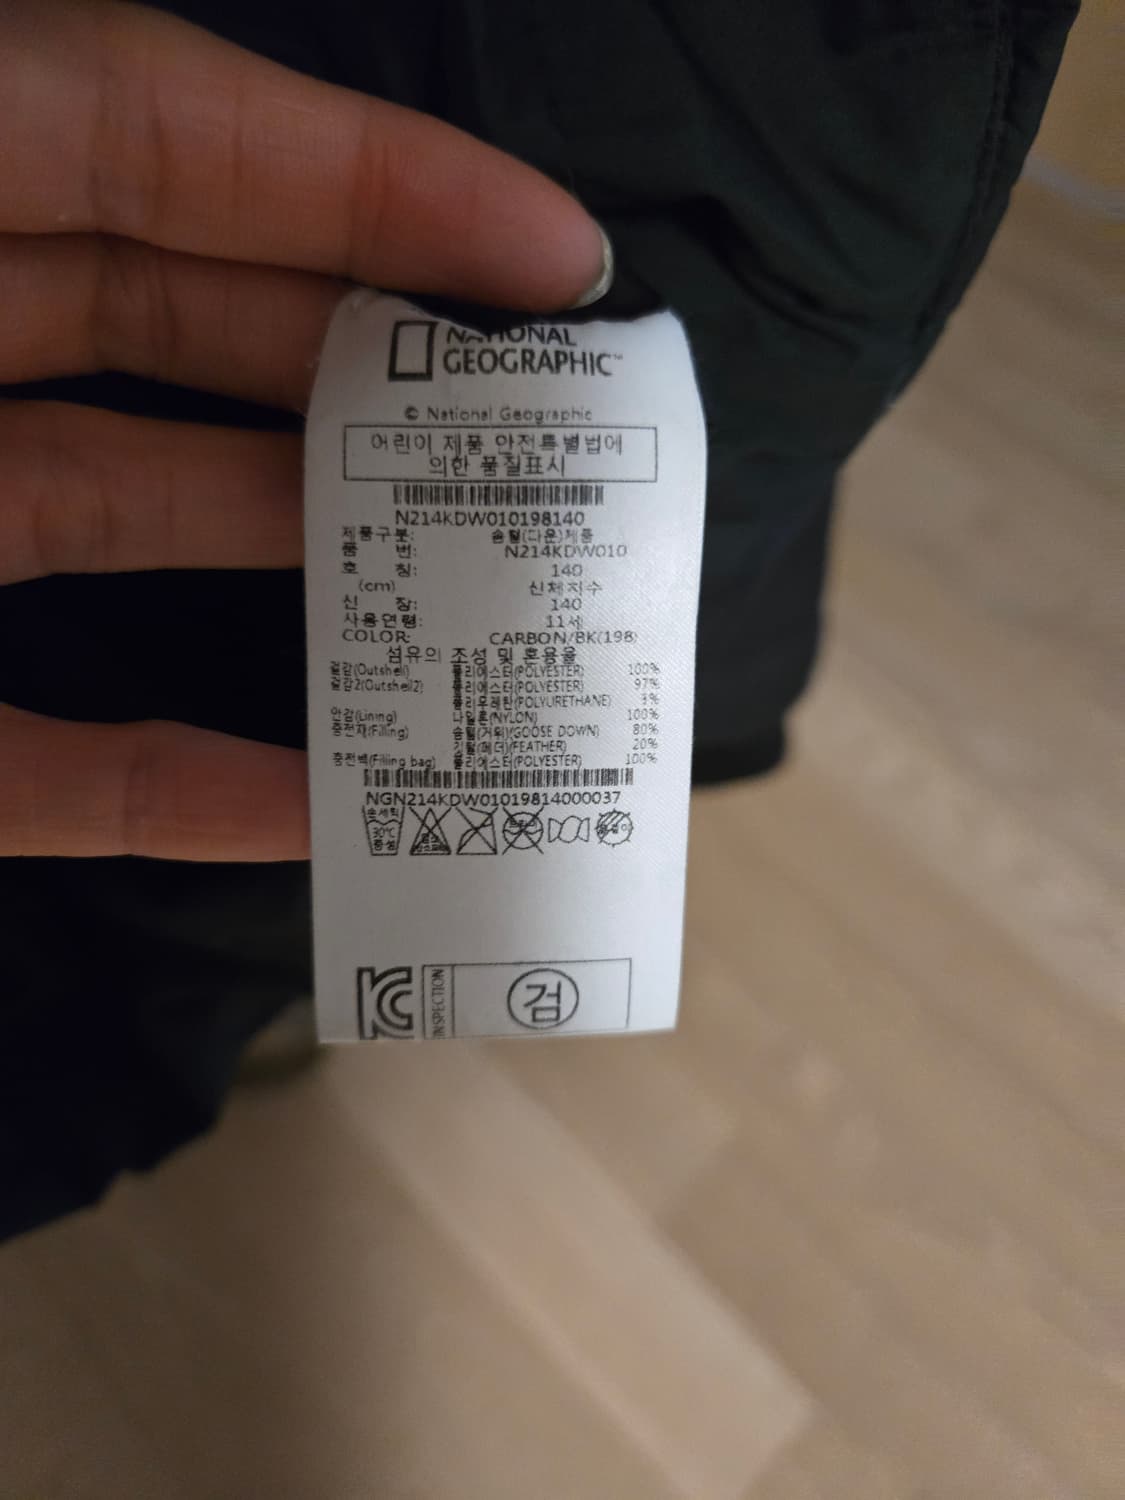 NATIONAL
GEOGRAPHIC™
© National Geographic
어린이 제품 안전특별법에
의한 품질표시
N214KDW010198140
제품구분: 솜털(다운)제품
품 번: N214KDW010
호 칭: 140
(cm) 신체치수
신 장: 140
사용연령: 11세
COLOR: CARBON/BK(198)
섬유의 조성 및 혼용율
겉감(Outshell) 폴리에스터(POLYESTER) 100%
겉감2(Outshell2) 폴리에스터(POLYESTER) 97%
폴리우레탄(POLYURETHANE) 3%
안감(Lining) 나일론(NYLON) 100%
충전재(Filling) 솜털(거위)(GOOSE DOWN) 80%
깃털(페더)(FEATHER) 20%
충전백(Filling bag) 폴리에스터(POLYESTER) 100%
NGN214KDW01019814000037
손세탁
30℃
중성
KC
INSPECTION
검